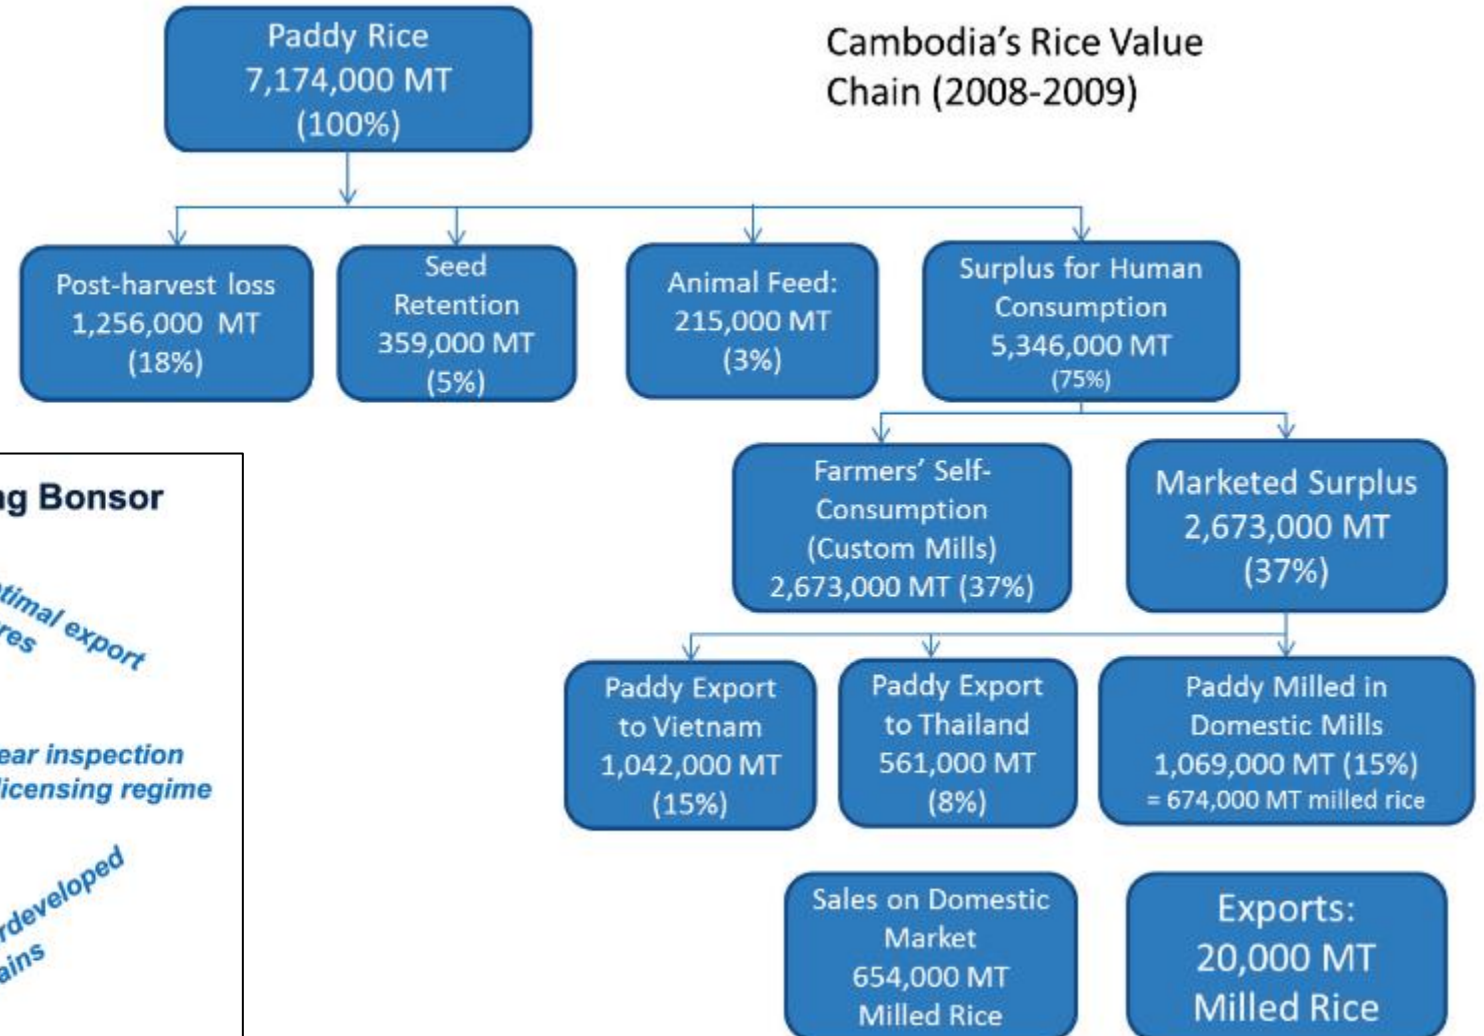 Paddy Rice
7,174,000 MT
(100%)
Cambodia's Rice Value
Chain (2008-2009)
Post-harvest loss
1,256,000 MT
(18%)
Seed
Retention
359,000 MT
(5%)
Animal Feed:
215,000 MT
(3%)
Surplus for Human
Consumption
5,346,000 MT
(75%)
Farmers' Self-
Consumption
(Custom Mills)
2,673,000 MT (37%)
Marketed Surplus
2,673,000 MT
(37%)
Paddy Export
to Vietnam
1,042,000 MT
(15%)
Paddy Export
to Thailand
561,000 MT
(8%)
Paddy Milled in
Domestic Mills
1,069,000 MT (15%)
= 674,000 MT milled rice
Sales on Domestic
Market
654,000 MT
Milled Rice
Exports:
20,000 MT
Milled Rice
Bonsor
export
inspection
licensing regime